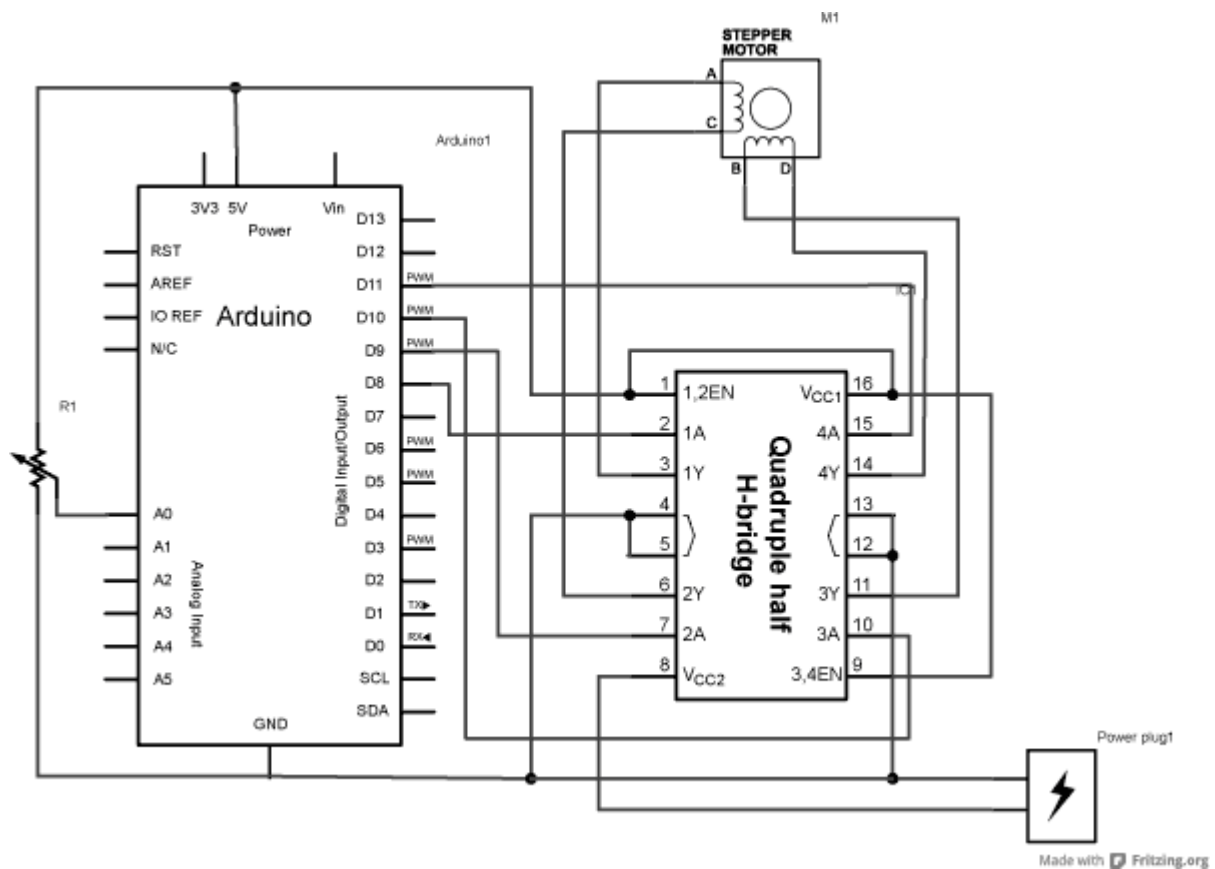 M1
STEPPER
MOTOR
A
C
B
D
Arduino1
3V3
5V
Vin
Power
RST
AREF
IO REF
N/C
Arduino
D13
D12
D11
PWM
D10
PWM
D9
PWM
D8
D7
D6
PWM
D5
PWM
D4
D3
PWM
D2
D1
TX▶
D0
RX◀
SCL
SDA
Digital Input/Output
R1
A0
A1
A2
A3
A4
A5
Analog Input
GND
1
1,2EN
2
1A
3
1Y
4
5
6
2Y
7
2A
8
VCC2
Quadruple half
H-bridge
VCC1
16
4A
15
4Y
14
13
12
3Y
11
3A
10
3,4EN
9
Power plug1
Made with Fritzing.org